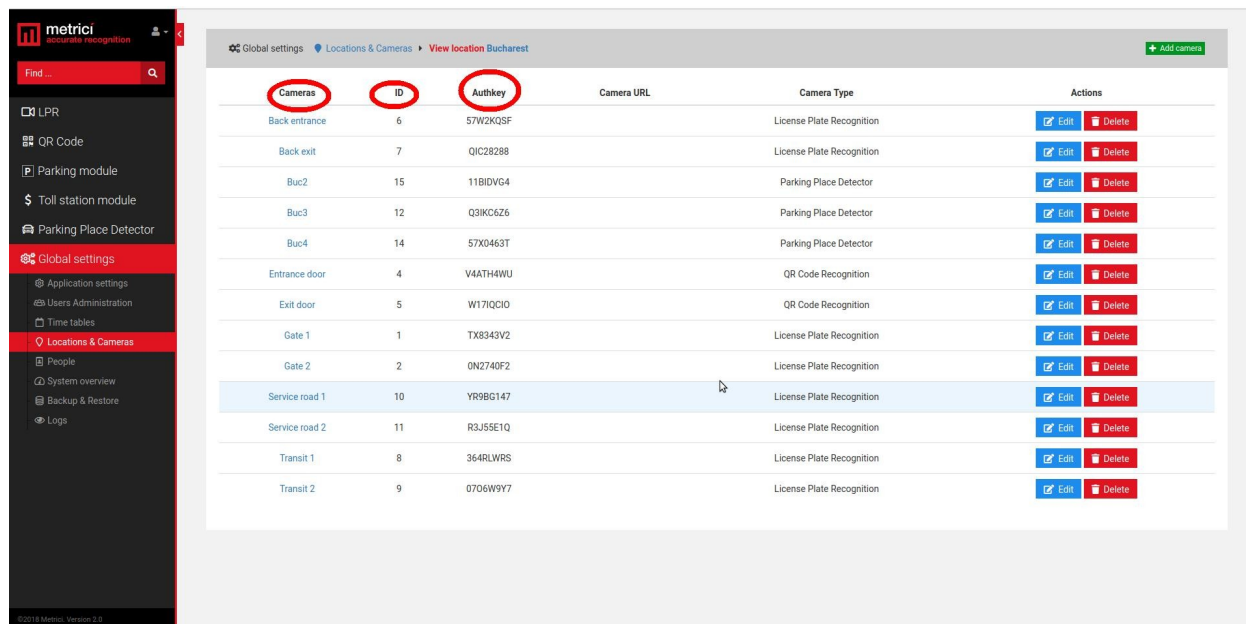 metrici
accurate recognition
Find ...
LPR
QR Code
Parking module
Toll station module
Parking Place Detector
Global settings
Application settings
Users Administration
Time tables
Locations & Cameras
People
System overview
Backup & Restore
Logs
©2018 Metrici. Version 2.0
Global settings Locations & Cameras View location Bucharest
Add camera
Cameras ID Authkey Camera URL Camera Type Actions
Back entrance 6 57W2KQSF License Plate Recognition Edit Delete
Back exit 7 QIC28288 License Plate Recognition Edit Delete
Buc2 15 11BIDVG4 Parking Place Detector Edit Delete
Buc3 12 Q3IKC6Z6 Parking Place Detector Edit Delete
Buc4 14 57X0463T Parking Place Detector Edit Delete
Entrance door 4 V4ATH4WU QR Code Recognition Edit Delete
Exit door 5 W17IQCIO QR Code Recognition Edit Delete
Gate 1 1 TX8343V2 License Plate Recognition Edit Delete
Gate 2 2 0N2740F2 License Plate Recognition Edit Delete
Service road 1 10 YR9BG147 License Plate Recognition Edit Delete
Service road 2 11 R3J55E1Q License Plate Recognition Edit Delete
Transit 1 8 364RLWRS License Plate Recognition Edit Delete
Transit 2 9 07O6W9Y7 License Plate Recognition Edit Delete